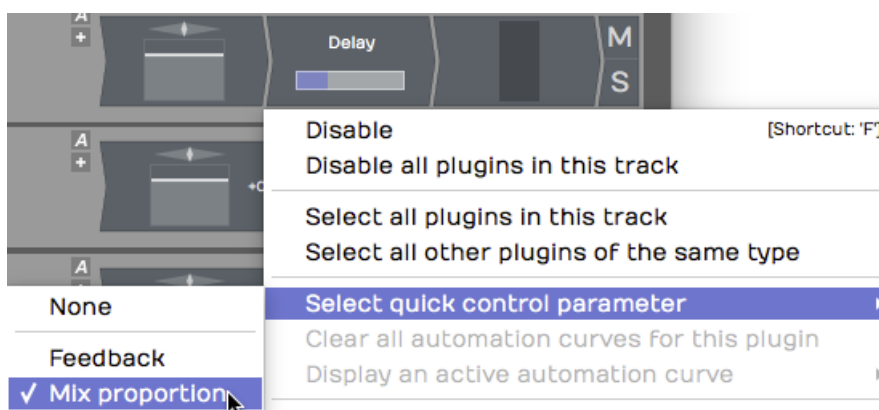 A
+
Delay
M
S
Disable [Shortcut: 'F']
Disable all plugins in this track
A
+
Select all plugins in this track
Select all other plugins of the same type
A
None
Select quick control parameter
Clear all automation curves for this plugin
Feedback
Display an active automation curve
✓ Mix proportion